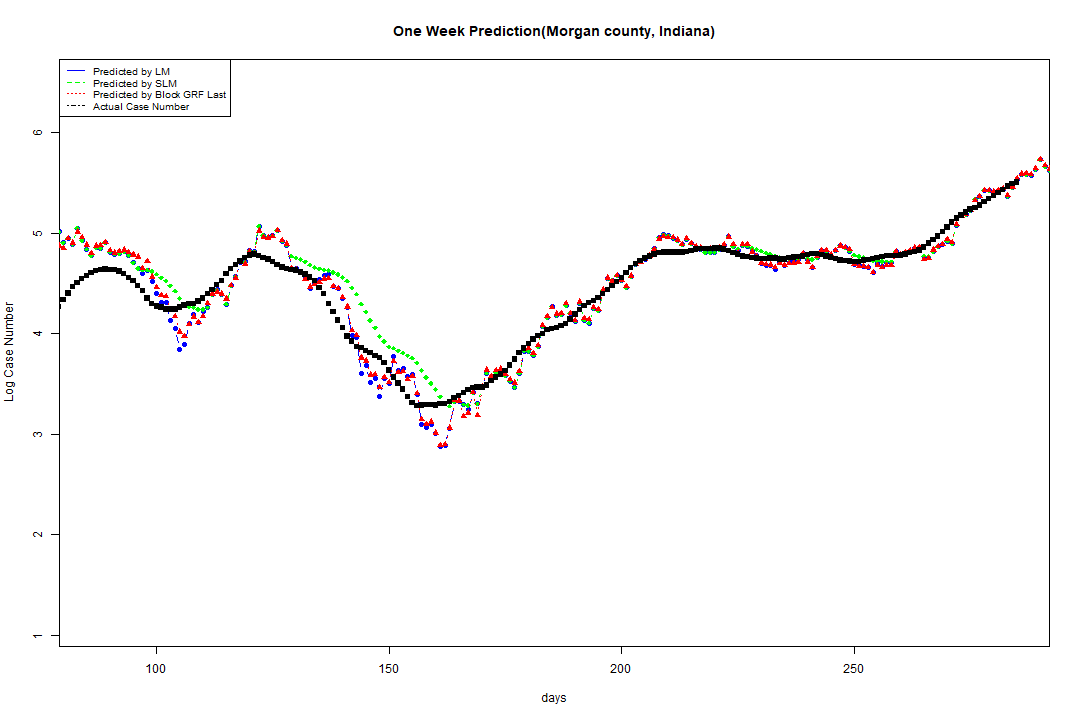 One Week Prediction(Morgan county, Indiana)
Predicted by LM
Predicted by SLM
Predicted by Block GRF Last
Actual Case Number
Log Case Number
6
5
4
3
2
1
100
150
200
250
days